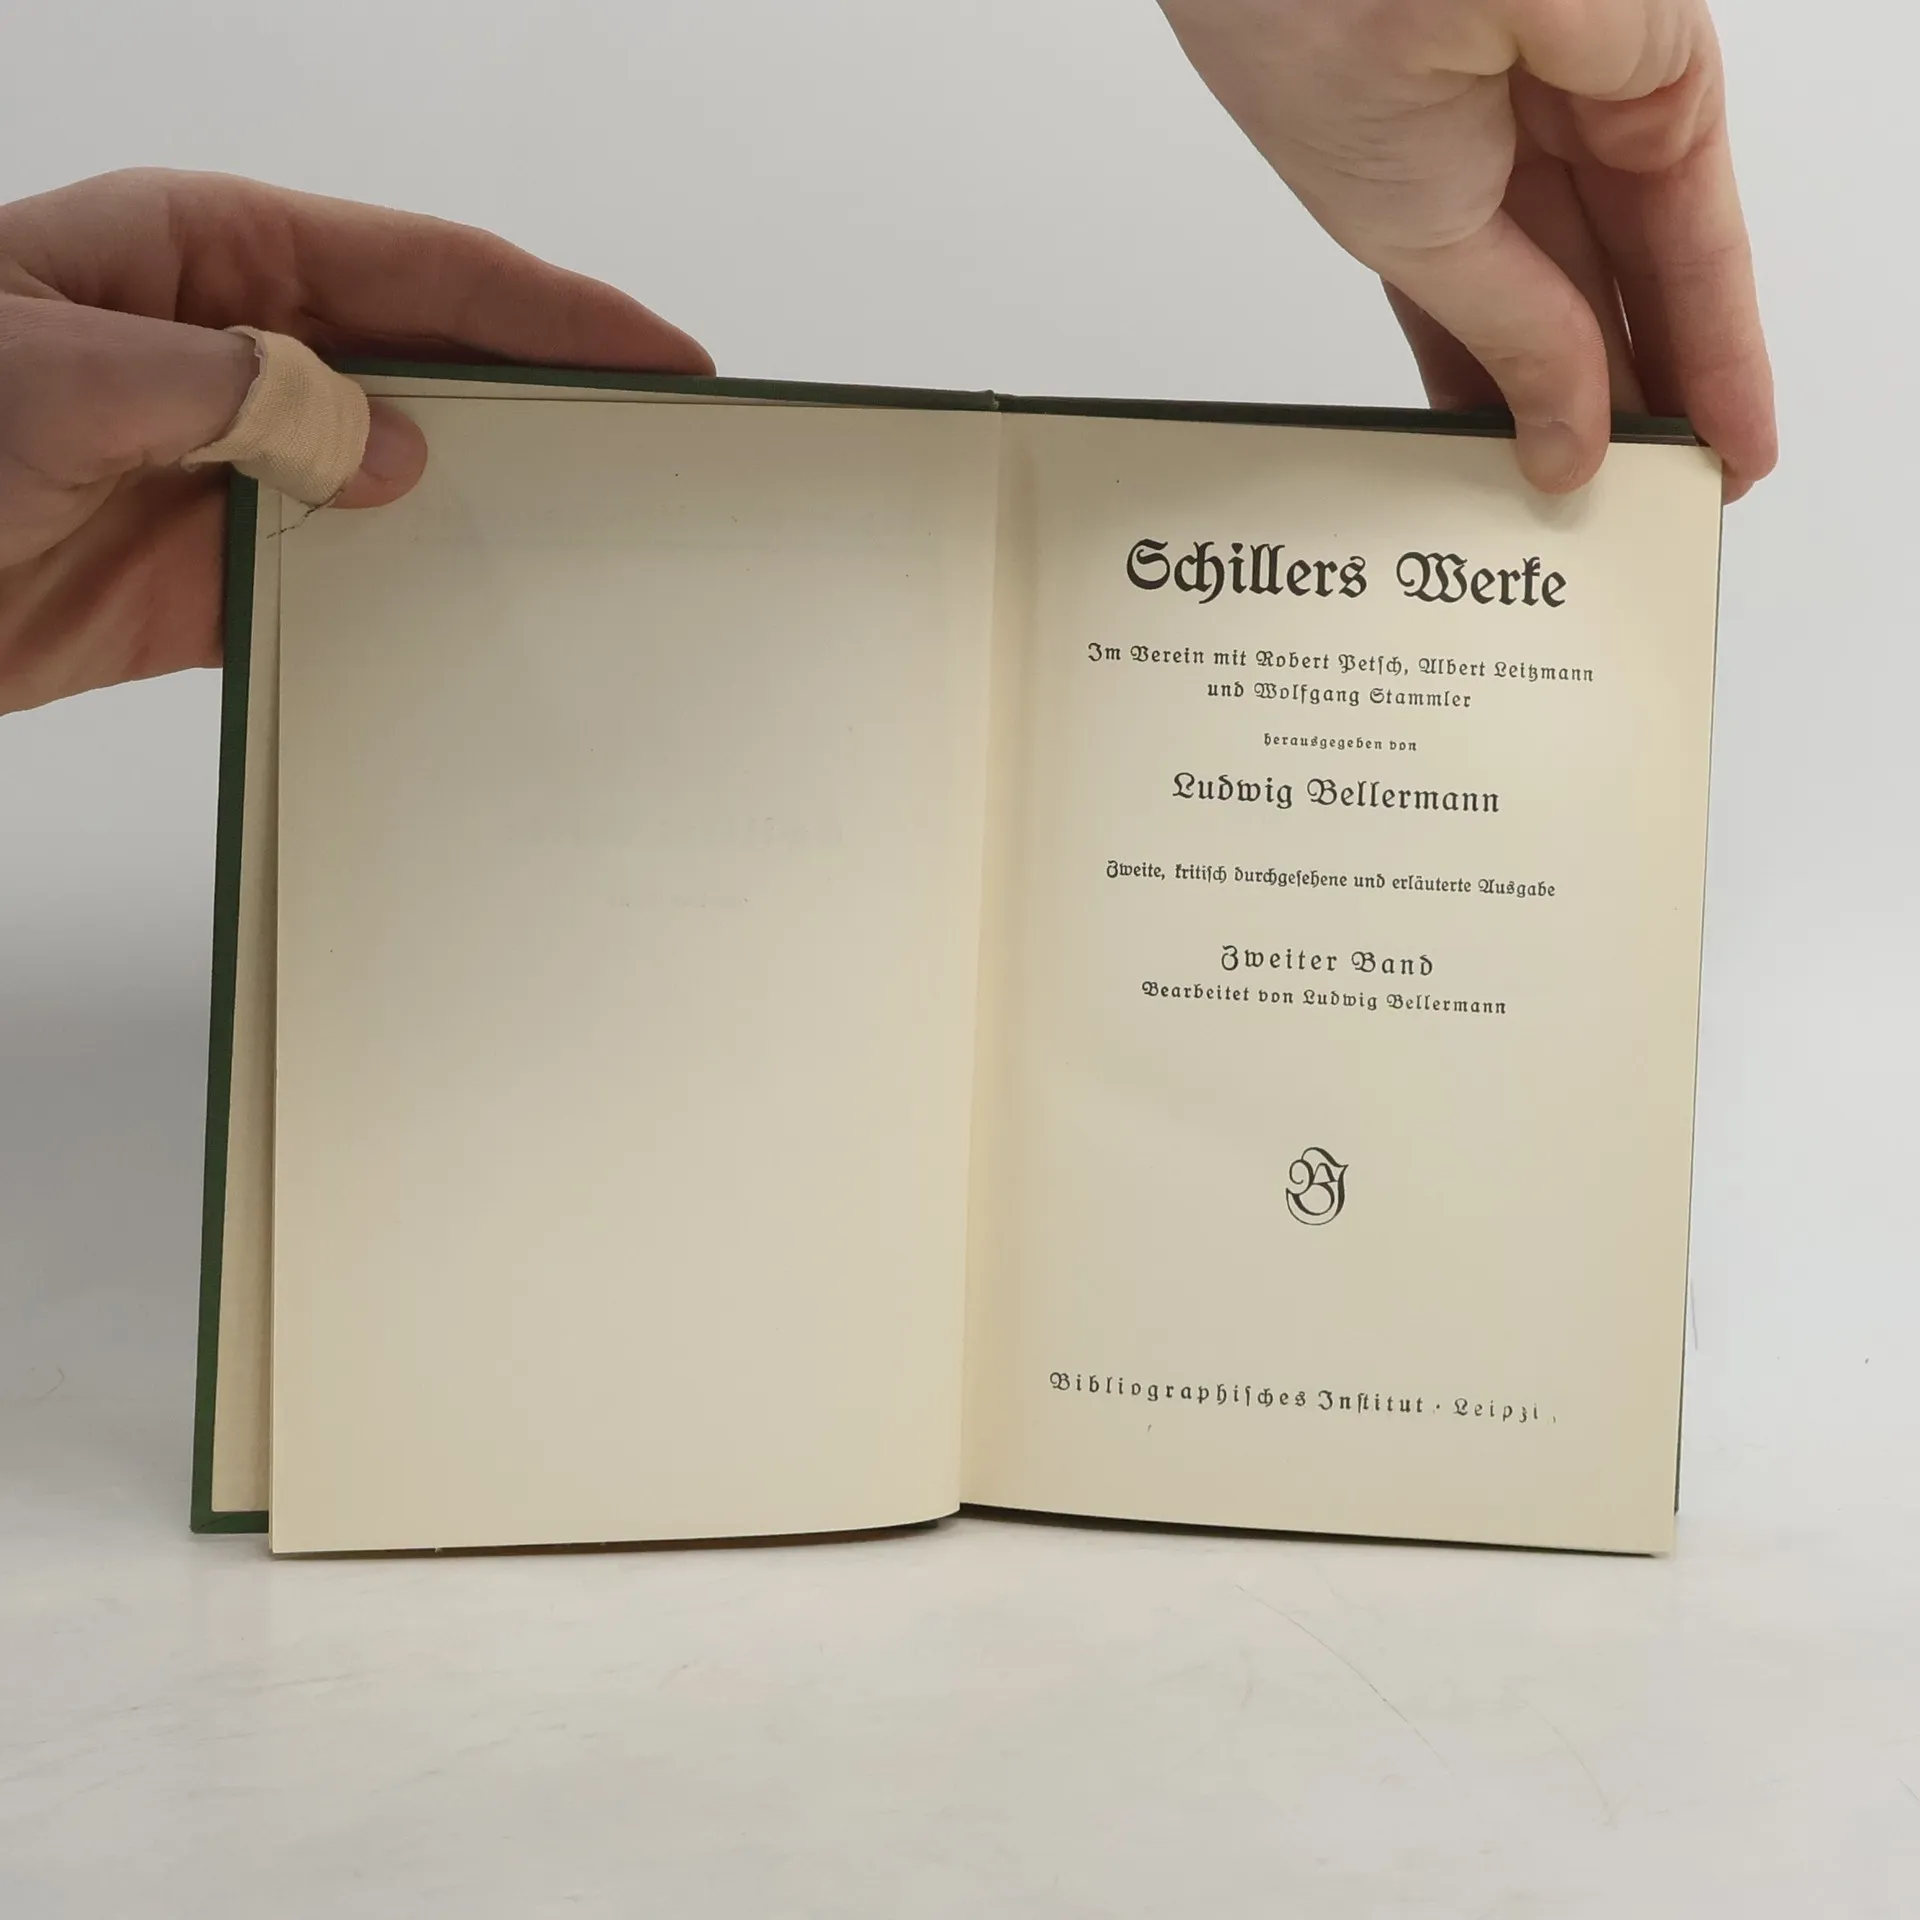 Schillers Werke
Im Verein mit Robert Petsch, Albert Leitzmann
und Wolfgang Stammler
herausgegeben von
Ludwig Bellermann
Zweite, kritisch durchgesehene und erläuterte Ausgabe
Zweiter Band
Bearbeitet von Ludwig Bellermann
BJ
Bibliographisches Institut · Leipzi